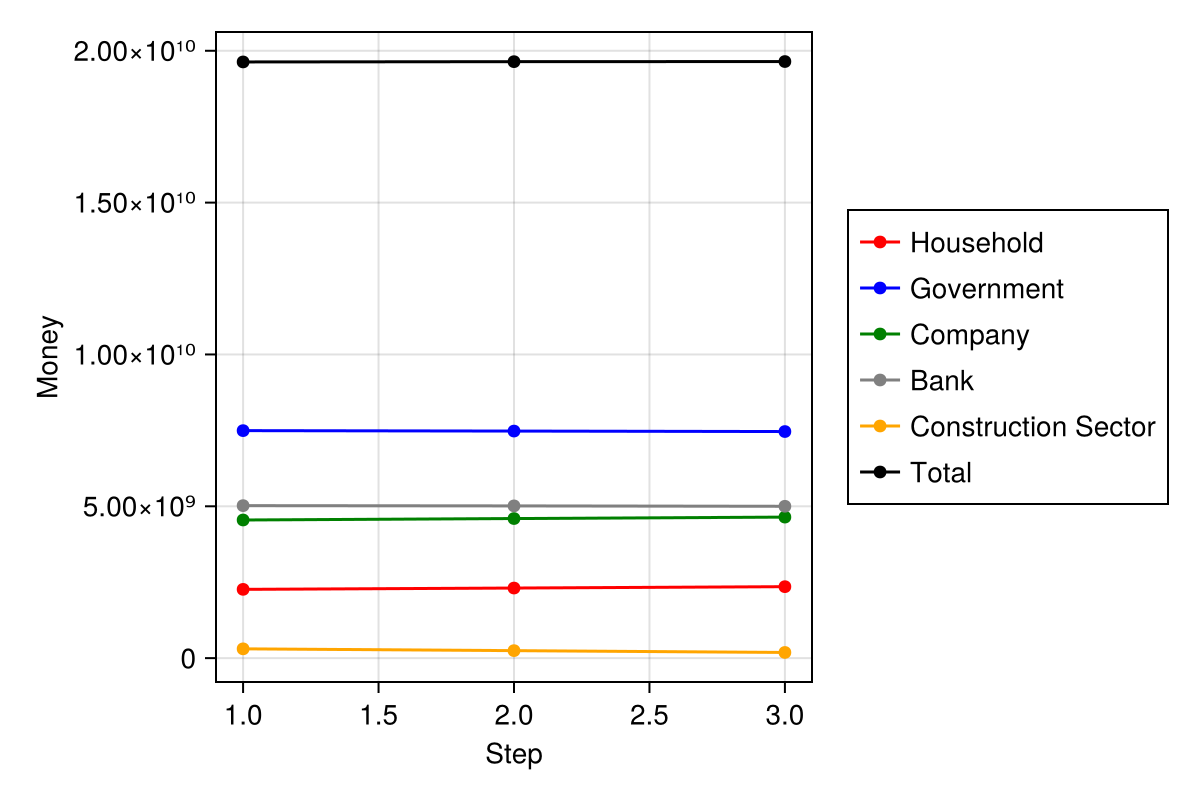 2.00×10¹⁰
1.50×10¹⁰
1.00×10¹⁰
5.00×10⁹
0
Money
1.0 1.5 2.0 2.5 3.0
Step
Household
Government
Company
Bank
Construction Sector
Total